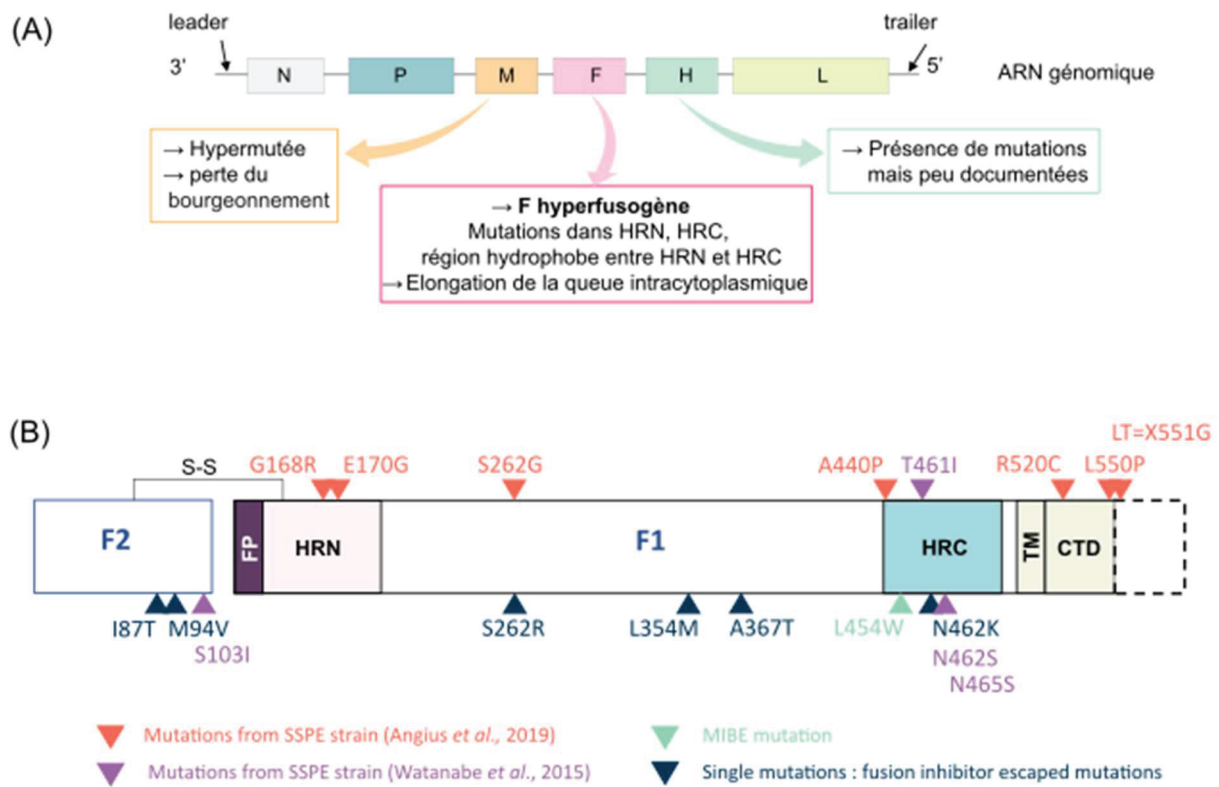 (A)
leader
trailer
3'
N
P
M
F
H
L
5'
ARN génomique
→ Hypermutée
→ perte du
bourgeonnement
→ F hyperfusogène
Mutations dans HRN, HRC,
région hydrophobe entre HRN et HRC
→ Elongation de la queue intracytoplasmique
→ Présence de mutations
mais peu documentées
(B)
LT=X551G
S-S
G168R
E170G
S262G
A440P
T461I
R520C
L550P
F2
FP
HRN
F1
HRC
TM
CTD
I87T
M94V
S103I
S262R
L354M
A367T
L454W
N462K
N462S
N465S
Mutations from SSPE strain (Angius et al., 2019)
MIBE mutation
Mutations from SSPE strain (Watanabe et al., 2015)
Single mutations : fusion inhibitor escaped mutations